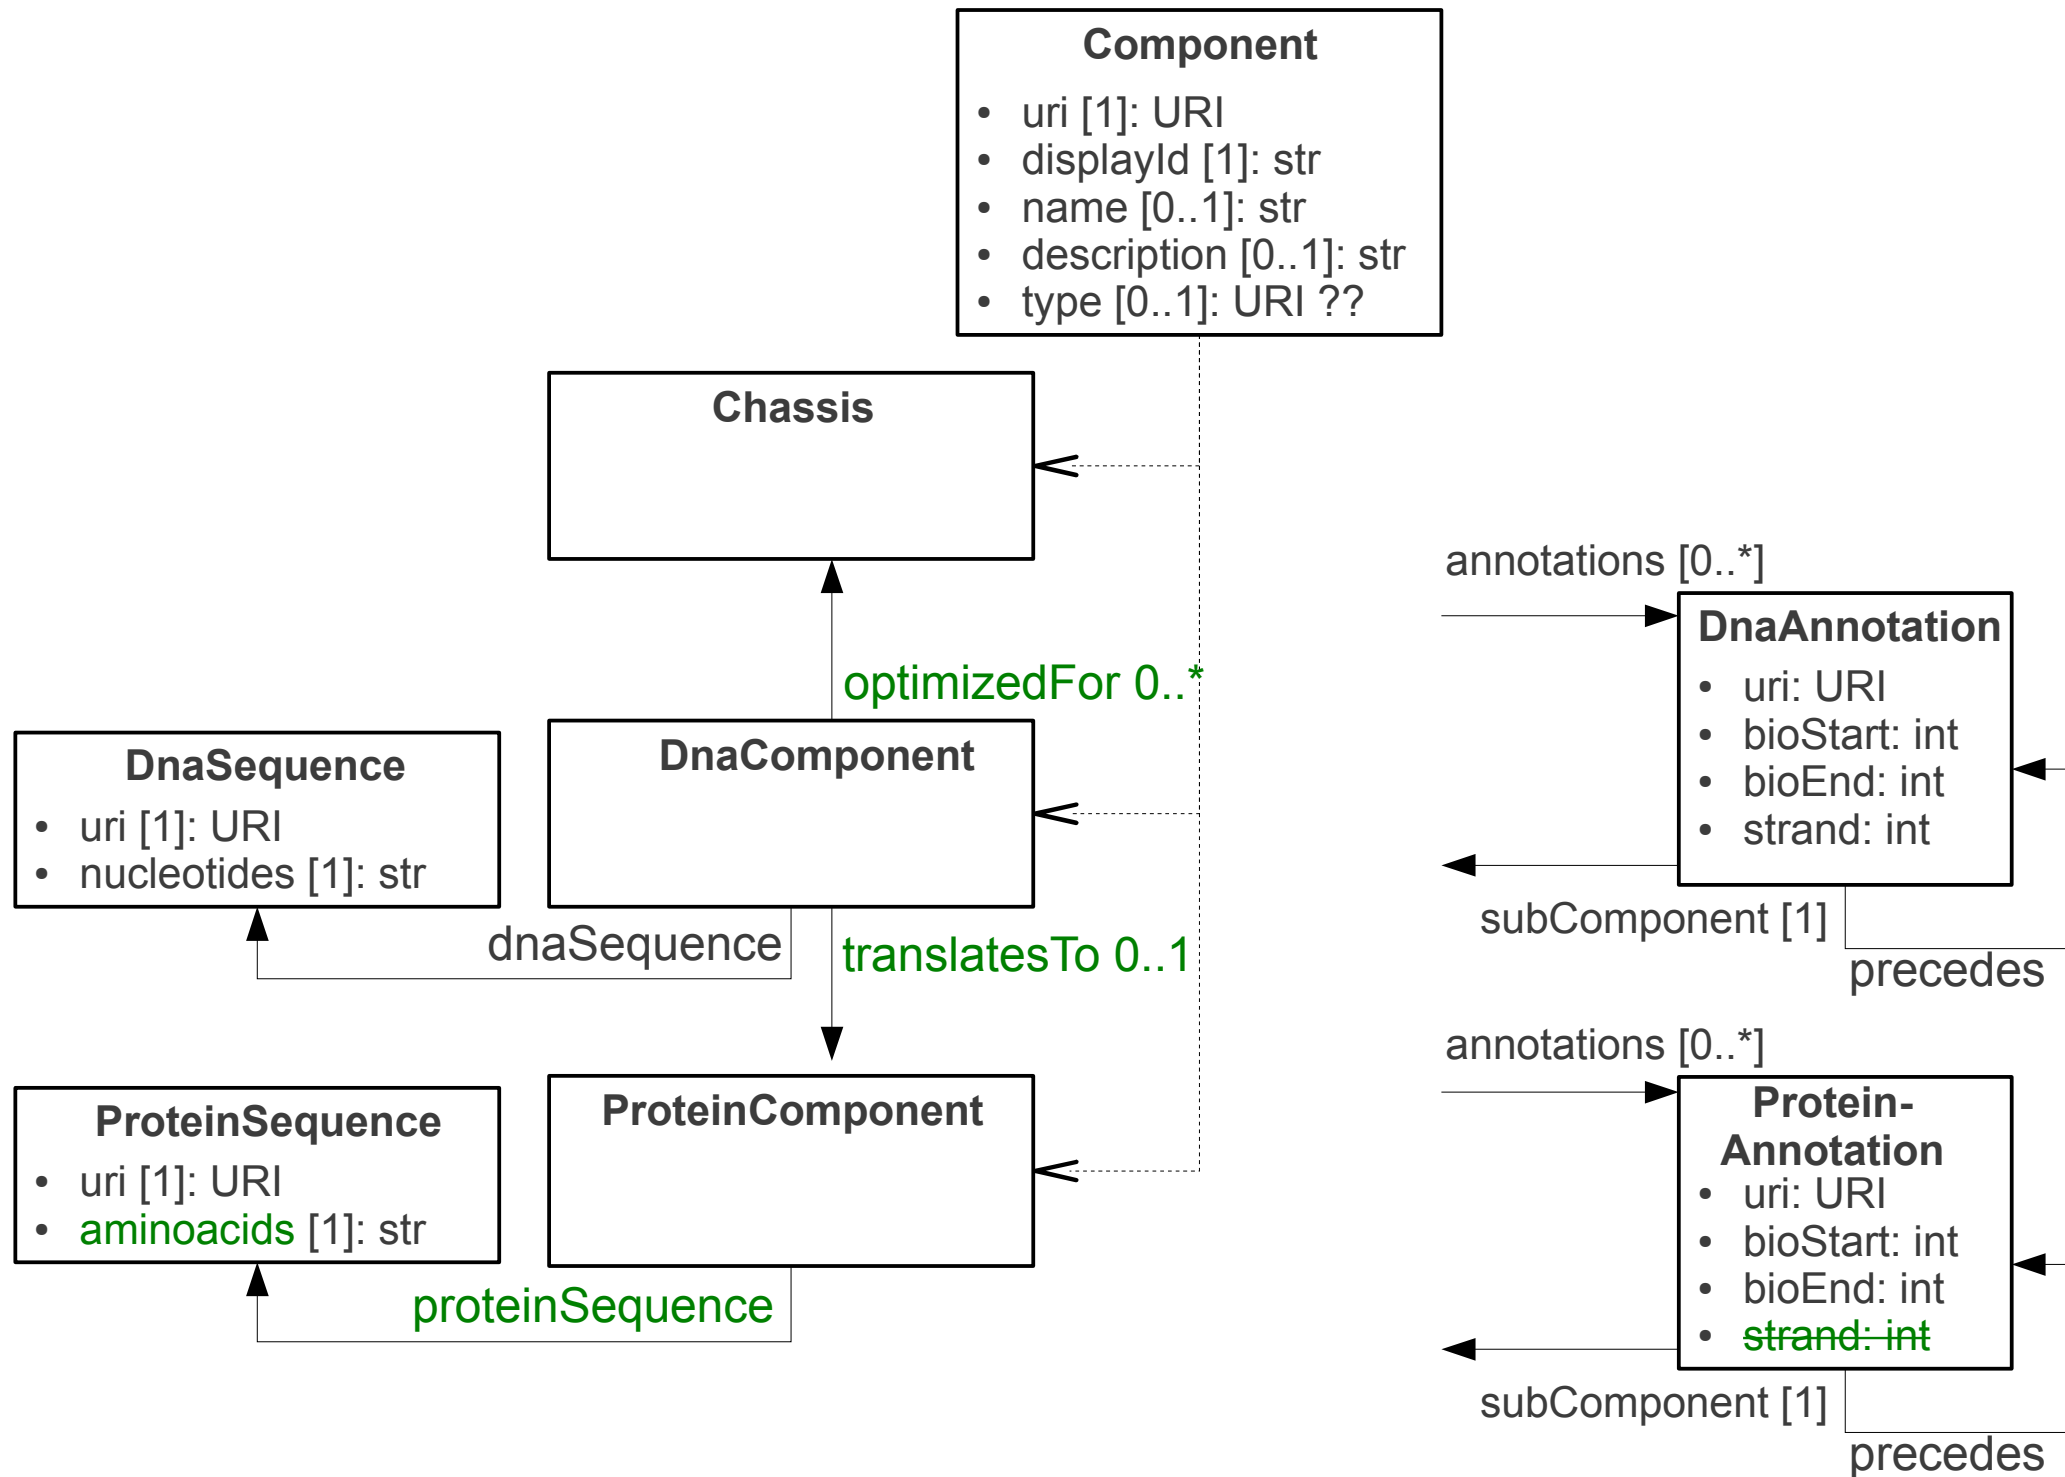 Component
• uri [1]: URI
• displayId [1]: str
• name [0..1]: str
• description [0..1]: str
• type [0..1]: URI ??
Chassis
optimizedFor 0..*
DnaComponent
DnaSequence
• uri [1]: URI
• nucleotides [1]: str
dnaSequence
translatesTo 0..1
ProteinComponent
ProteinSequence
• uri [1]: URI
• aminoacids [1]: str
proteinSequence
annotations [0..*]
DnaAnnotation
• uri: URI
• bioStart: int
• bioEnd: int
• strand: int
subComponent [1]
precedes
annotations [0..*]
Protein-
Annotation
• uri: URI
• bioStart: int
• bioEnd: int
• strand: int
subComponent [1]
precedes